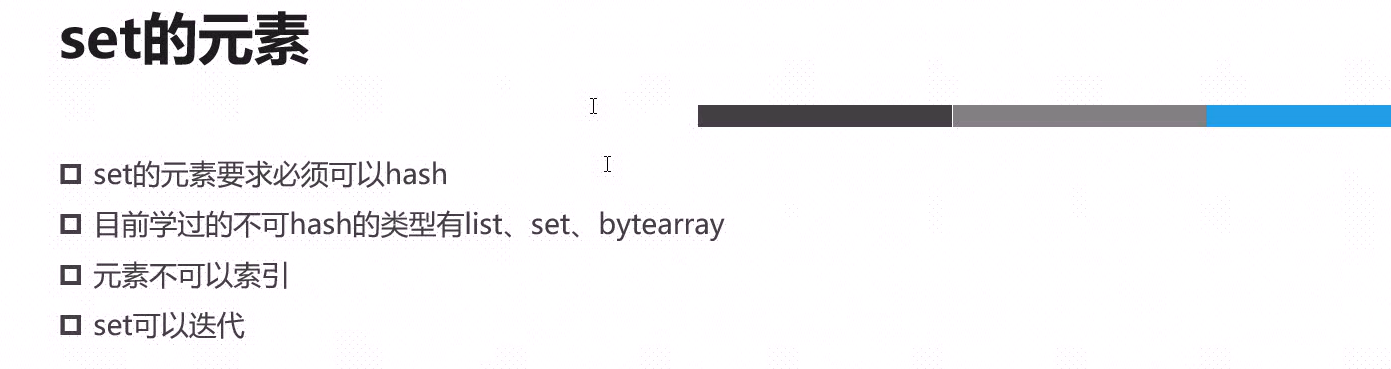 set的元素
set的元素要求必须可以hash
目前学过的不可hash的类型有list、set、bytearray
元素不可以索引
set可以迭代